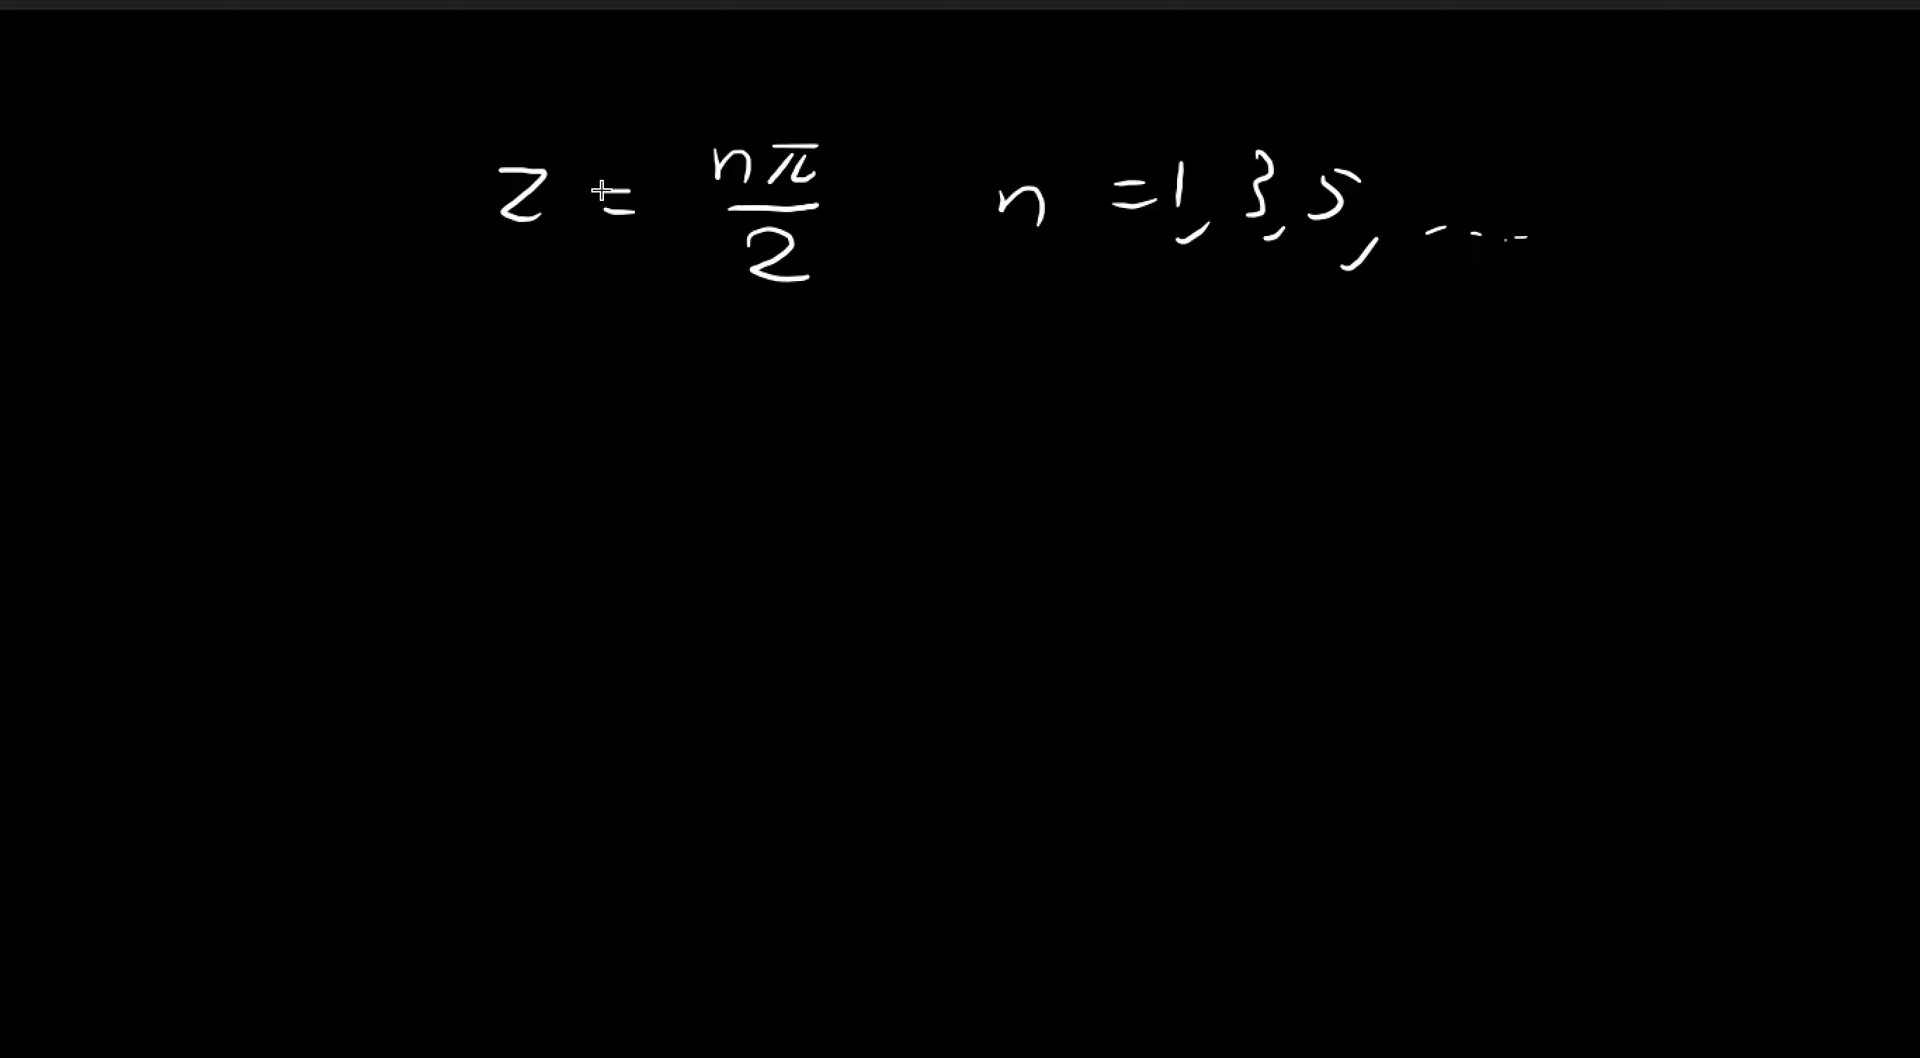 z = nπ/2 n = 1, 3, 5, ....